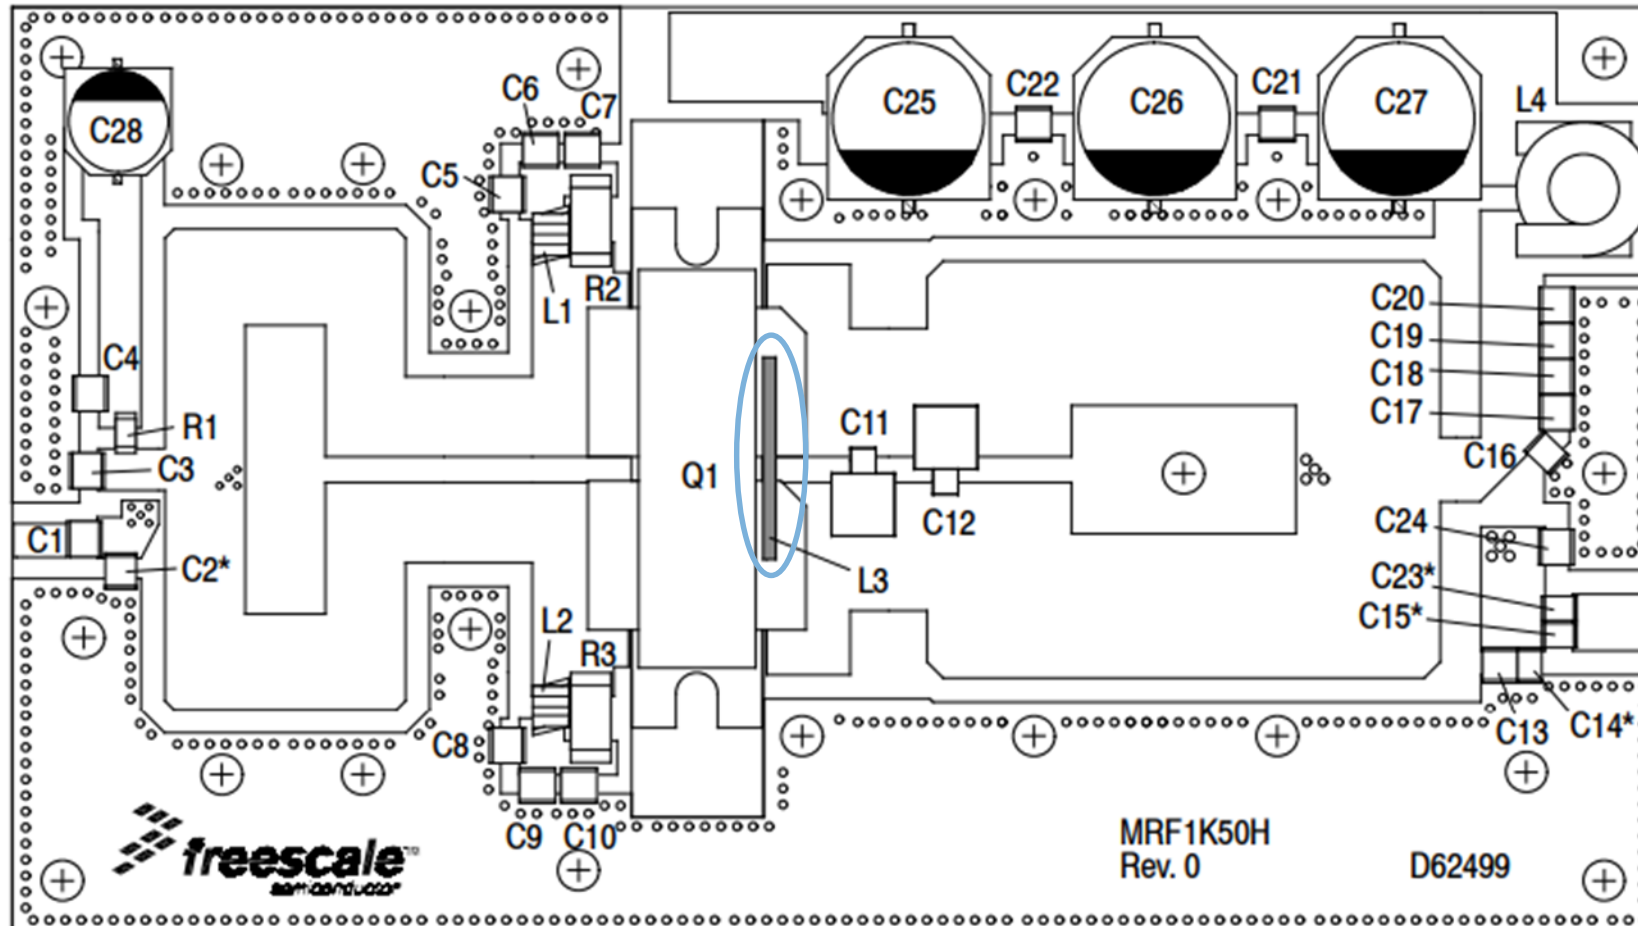 C28
C6
C7
C5
L1
R2
C25
C22
C26
C21
C27
L4
C4
R1
C3
C1
C2*
Q1
C11
C12
L3
C20
C19
C18
C17
C16
C24
C23*
C15*
C13
C14*
L2
R3
C8
C9
C10
freescale™
semiconductor
MRF1K50H
Rev. 0
D62499